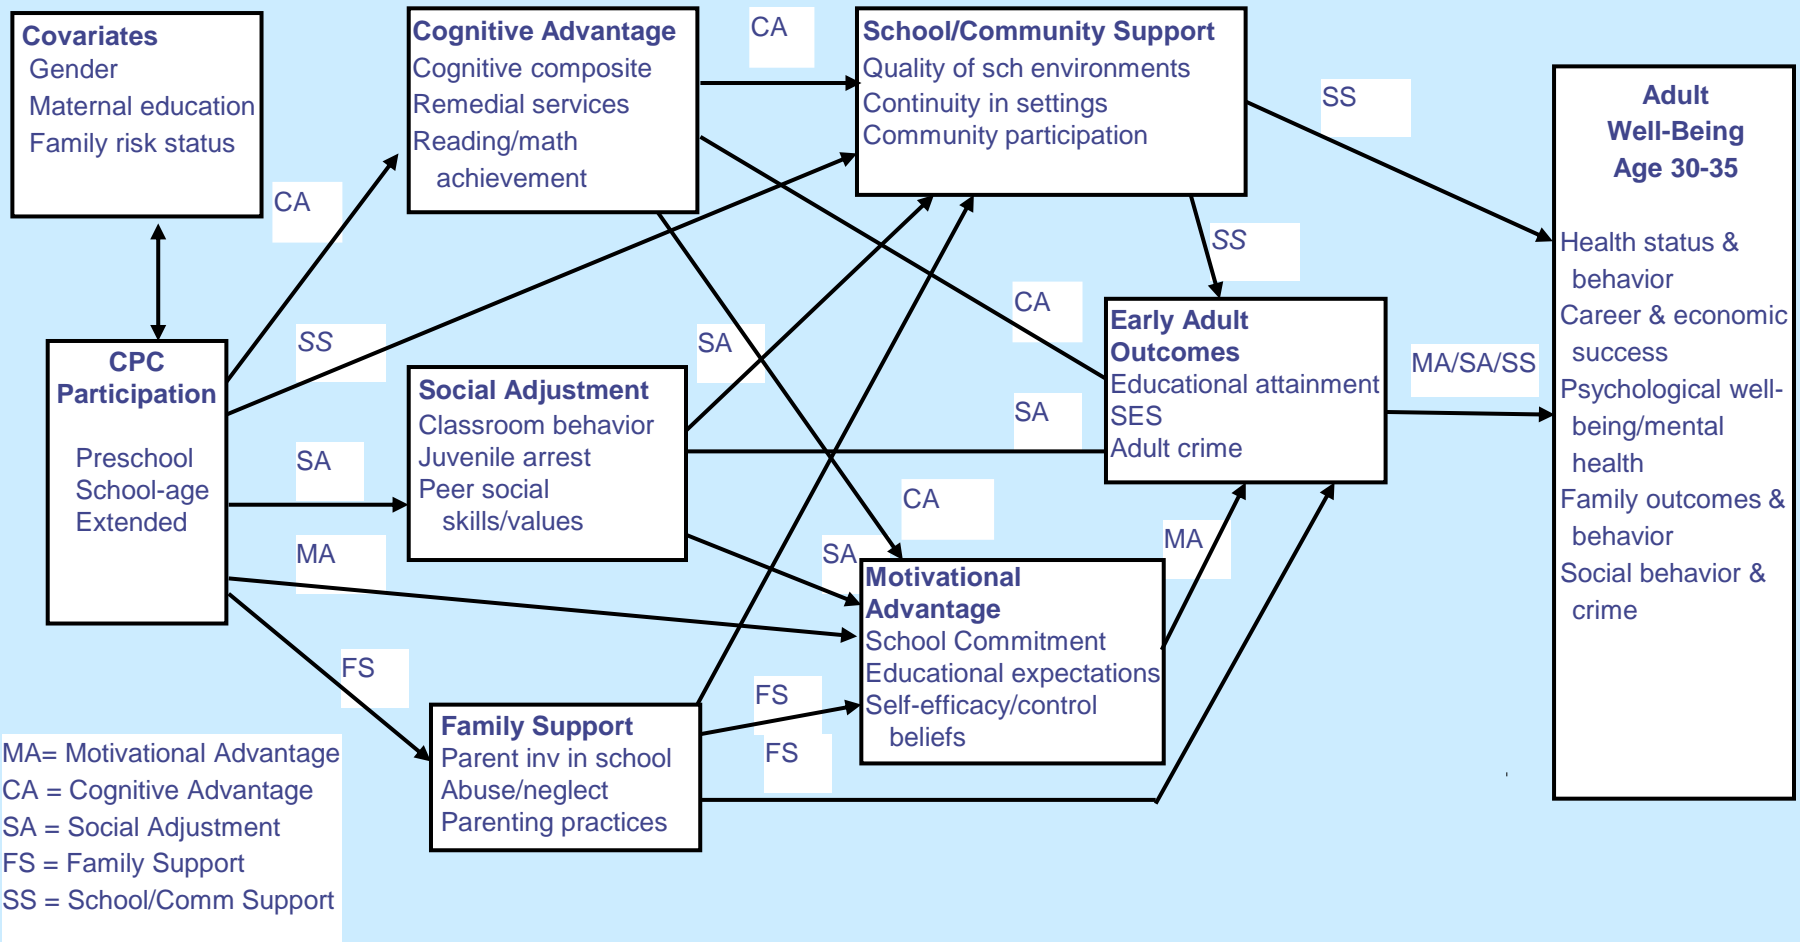 Covariates
Gender
Maternal education
Family risk status
Cognitive Advantage
Cognitive composite
Remedial services
Reading/math
achievement
CA
School/Community Support
Quality of sch environments
Continuity in settings
Community participation
SS
Adult
Well-Being
Age 30-35
Health status &
behavior
Career & economic
success
Psychological well-
being/mental
health
Family outcomes &
behavior
Social behavior &
crime
CA
SS
CA
SS
SA
CPC
Participation
Preschool
School-age
Extended
Social Adjustment
Classroom behavior
Juvenile arrest
Peer social
skills/values
SA
Early Adult
Outcomes
Educational attainment
SES
Adult crime
MA/SA/SS
SA
MA
CA
SA
MA
Motivational
Advantage
School Commitment
Educational expectations
Self-efficacy/control
beliefs
FS
FS
FS
Family Support
Parent inv in school
Abuse/neglect
Parenting practices
MA= Motivational Advantage
CA = Cognitive Advantage
SA = Social Adjustment
FS = Family Support
SS = School/Comm Support